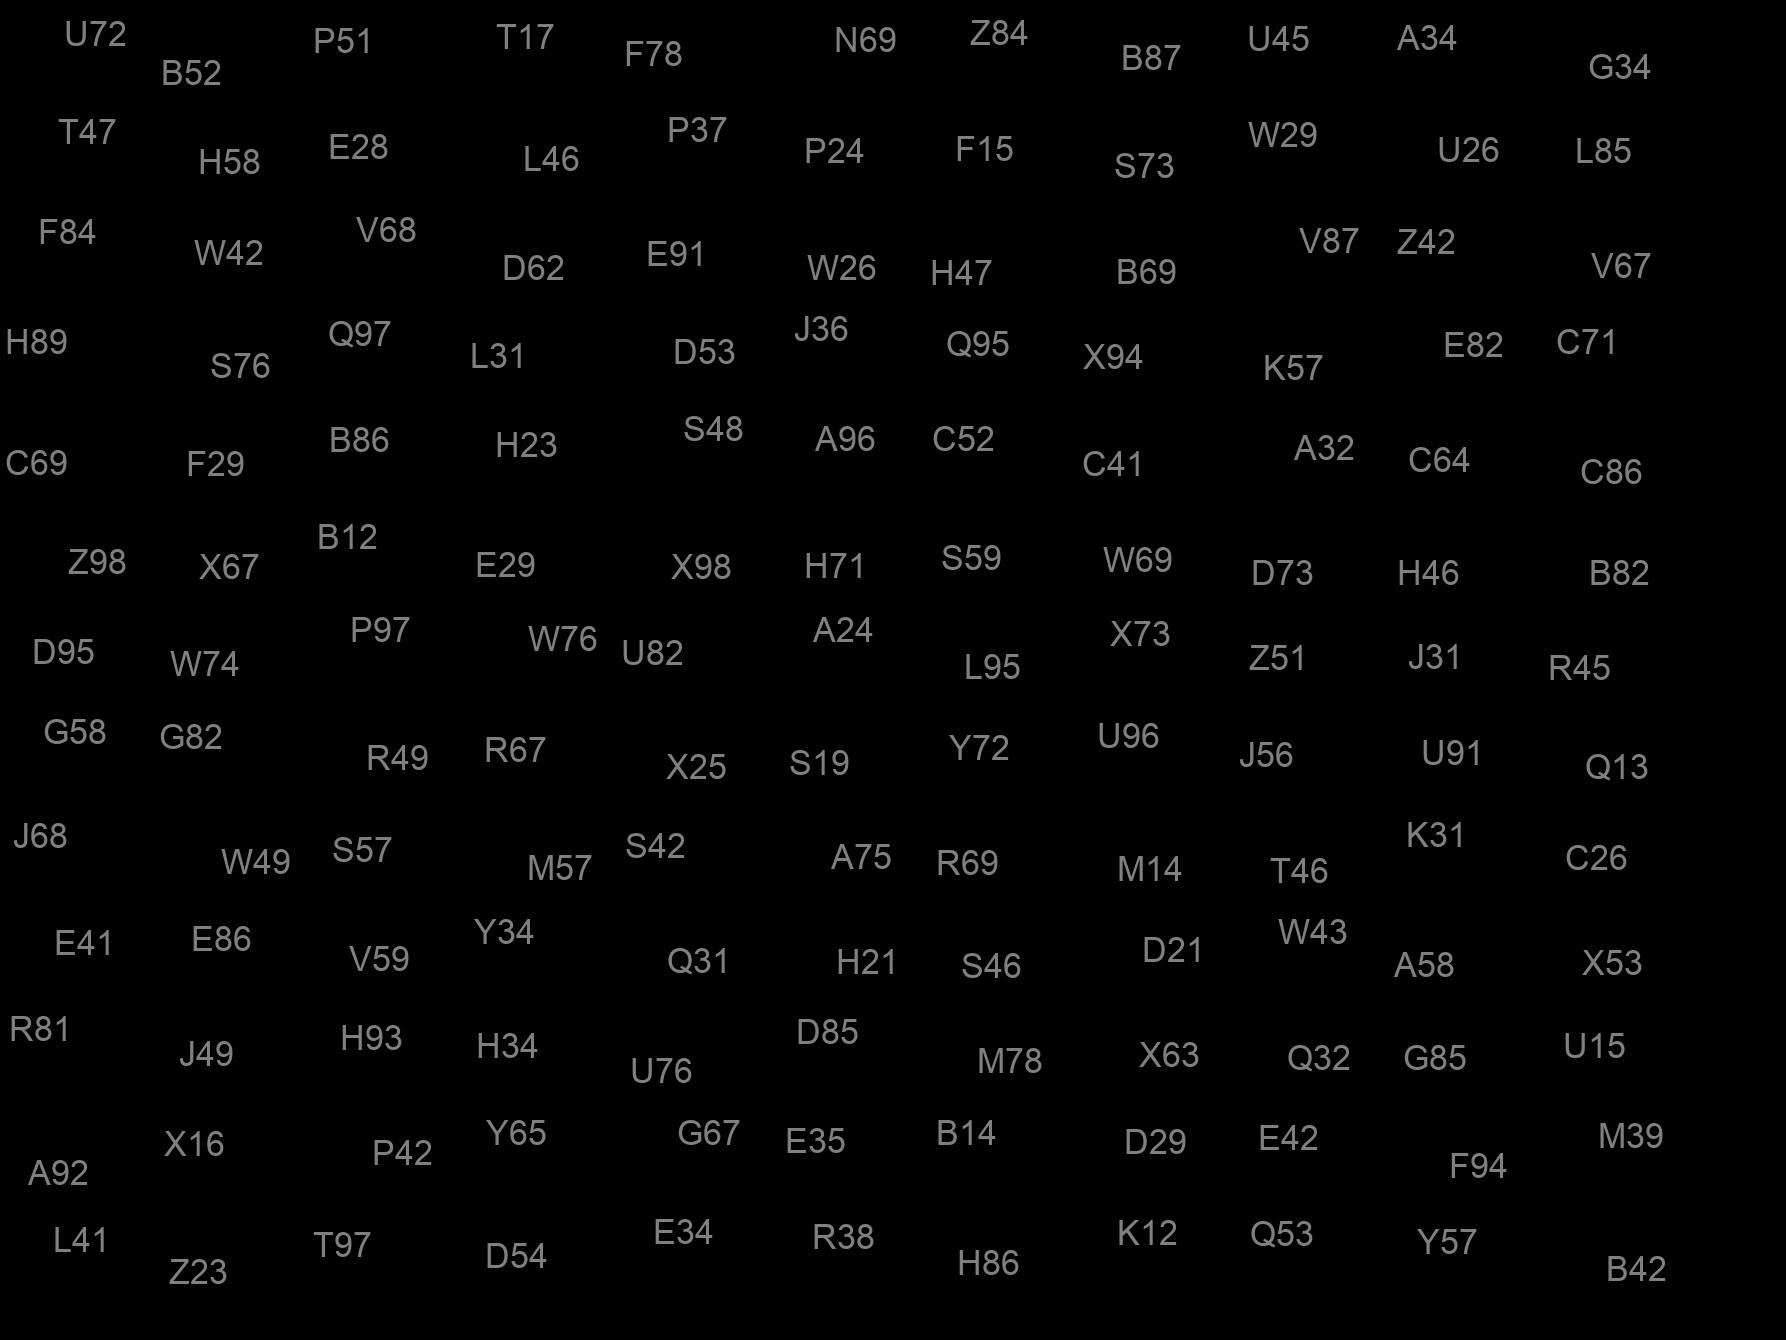 U72 B52 P51 T17 F78 N69 Z84 B87 U45 A34 G34
T47 H58 E28 L46 P37 P24 F15 S73 W29 U26 L85
F84 W42 V68 D62 E91 W26 H47 B69 V87 Z42 V67
H89 S76 Q97 L31 D53 J36 Q95 X94 K57 E82 C71
C69 F29 B86 H23 S48 A96 C52 C41 A32 C64 C86
Z98 X67 B12 E29 X98 H71 S59 W69 D73 H46 B82
D95 W74 P97 W76 U82 A24 L95 X73 Z51 J31 R45
G58 G82 R49 R67 X25 S19 Y72 U96 J56 U91 Q13
J68 W49 S57 M57 S42 A75 R69 M14 T46 K31 C26
E41 E86 V59 Y34 Q31 H21 S46 D21 W43 A58 X53
R81 J49 H93 H34 U76 D85 M78 X63 Q32 G85 U15
A92 X16 P42 Y65 G67 E35 B14 D29 E42 F94 M39
L41 Z23 T97 D54 E34 R38 H86 K12 Q53 Y57 B42